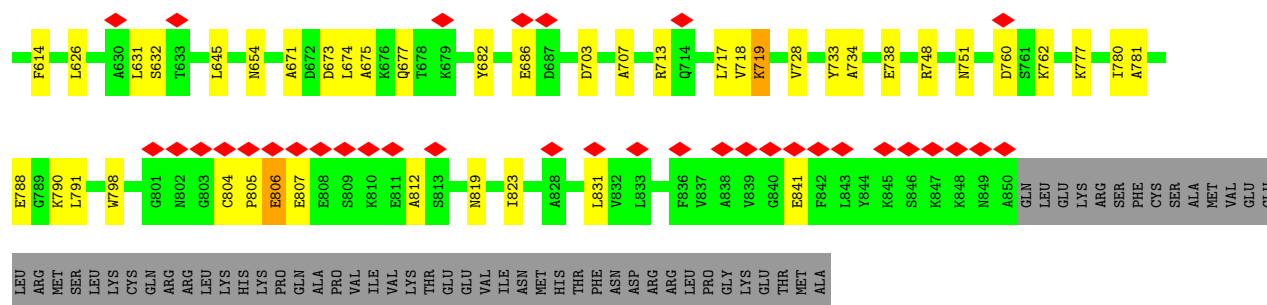 F614 L626 A630 L631 S632 T633 L645 N654 A671 D672 D673 L674 A675 K676 Q677 T678 K679 Y682 E686 D687 D703 A707 R713 Q714 L717 V718 K719 V728 Y733 A734 E738 R748 N751 D760 S761 K762 K777 I780 A781
E788 G789 K790 L791 W798 G801 N802 G803 C804 P805 E806 E807 E808 S809 K810 E811 A812 S813 N819 I823 A828 L831 V832 L833 F836 V837 A838 V839 G840 E841 F842 L843 Y844 K845 S846 K847 K848 N849 A850 GLN LEU GLU LYS ARG SER PHE CYS SER ALA MET VAL GLU GLU
LEU ARG MET SER LEU LYS CYS GLN ARG ARG LEU LYS HIS LYS PRO GLN ALA PRO VAL ILE VAL LYS THR GLU GLU VAL ILE ASN MET HIS THR PHE ASN ASP ARG ARG LEU PRO GLY LYS GLU THR MET ALA